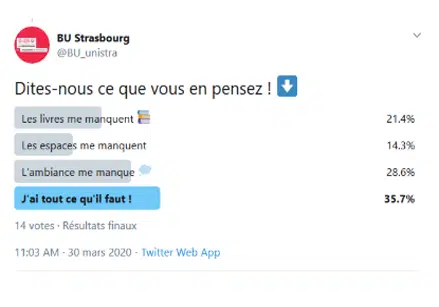 BU Strasbourg
@BU_unistra
Dites-nous ce que vous en pensez ! ⬇️
Les livres me manquent 📚 21.4%
Les espaces me manquent 14.3%
L'ambiance me manque 💭 28.6%
J'ai tout ce qu'il faut ! 35.7%
14 votes · Résultats finaux
11:03 AM · 30 mars 2020 · Twitter Web App